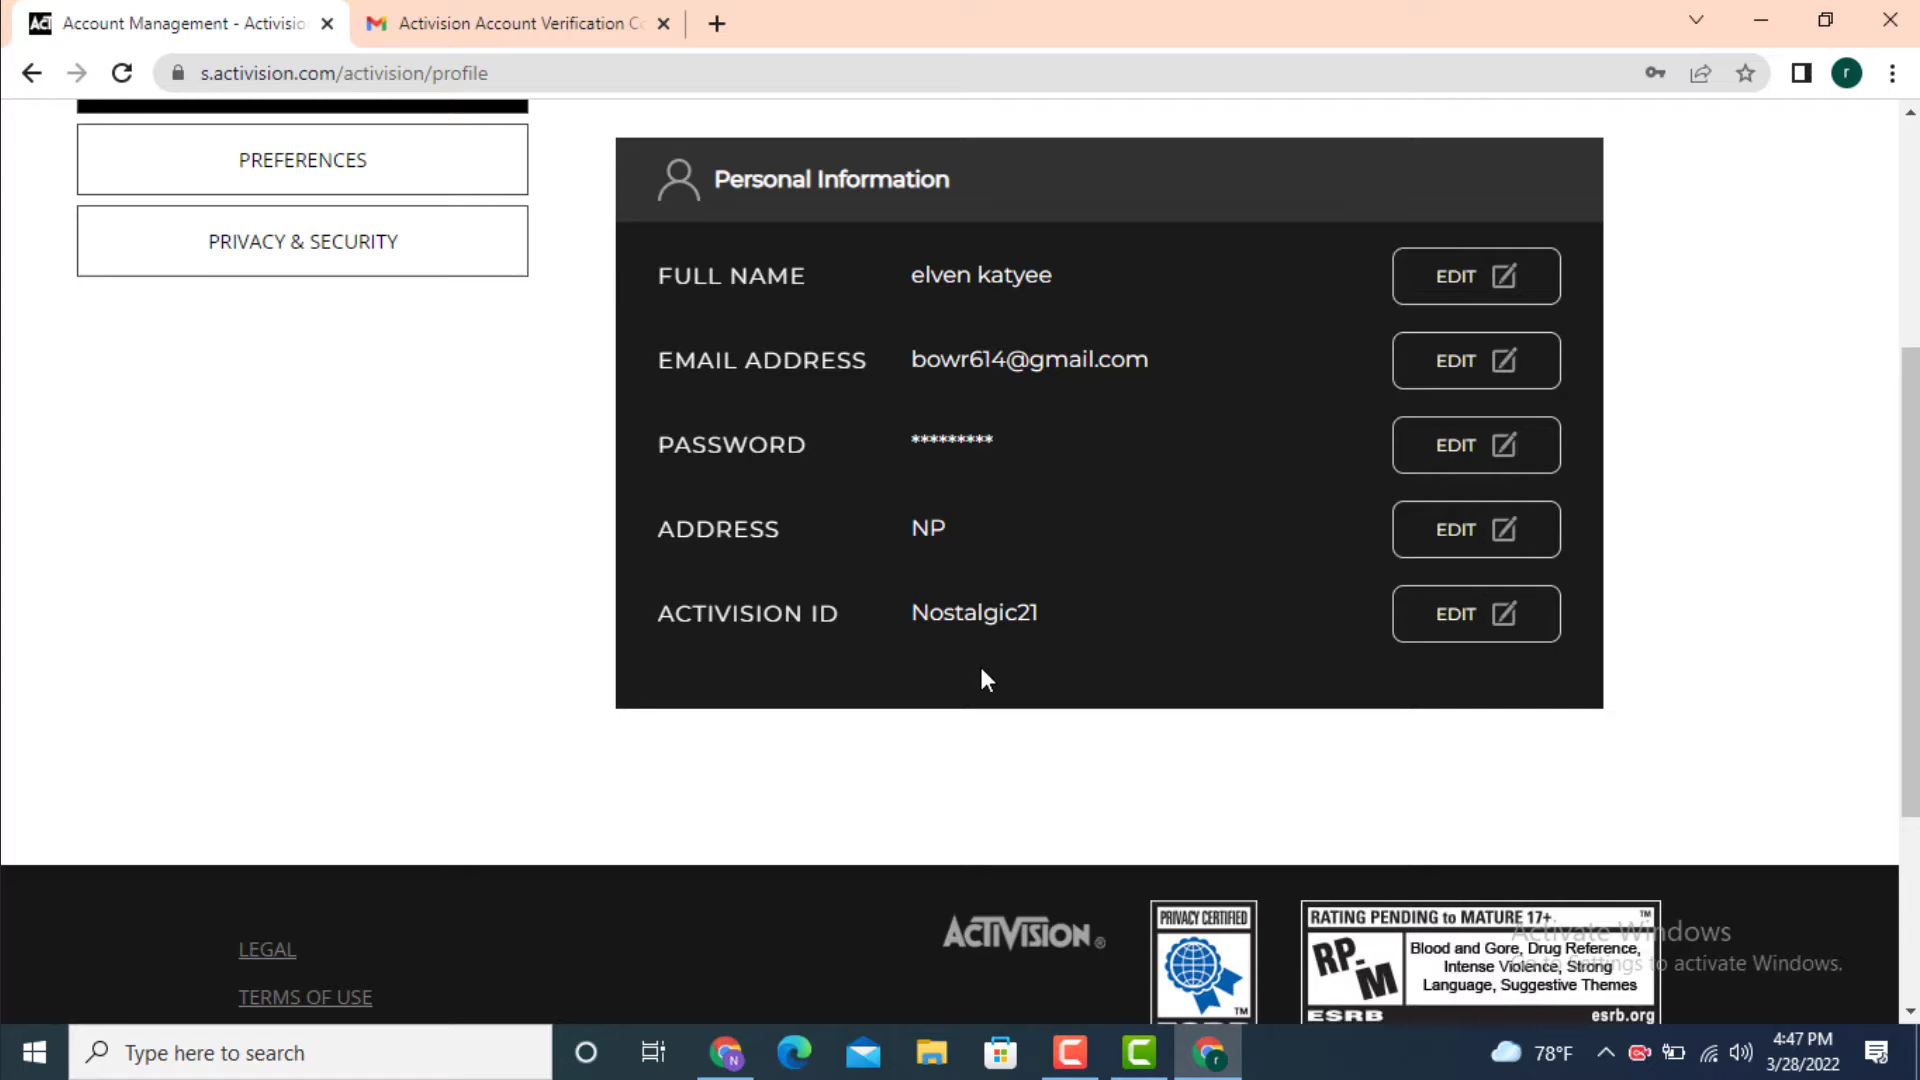 Account Management - Activisio
Activision Account Verification Co
s.activision.com/activision/profile
r
PREFERENCES
PRIVACY & SECURITY
Personal Information
FULL NAME elven katyee EDIT
EMAIL ADDRESS bowr614@gmail.com EDIT
PASSWORD ********* EDIT
ADDRESS NP EDIT
ACTIVISION ID Nostalgic21 EDIT
LEGAL
TERMS OF USE
ACTIVISION®
PRIVACY CERTIFIED
TM
ESRB
RATING PENDING to MATURE 17+ TM
RP-M
Blood and Gore, Drug Reference,
Intense Violence, Strong
Language, Suggestive Themes
ESRB esrb.org
Activate Windows
Go to Settings to activate Windows.
Type here to search
N
r
78°F
4:47 PM
3/28/2022